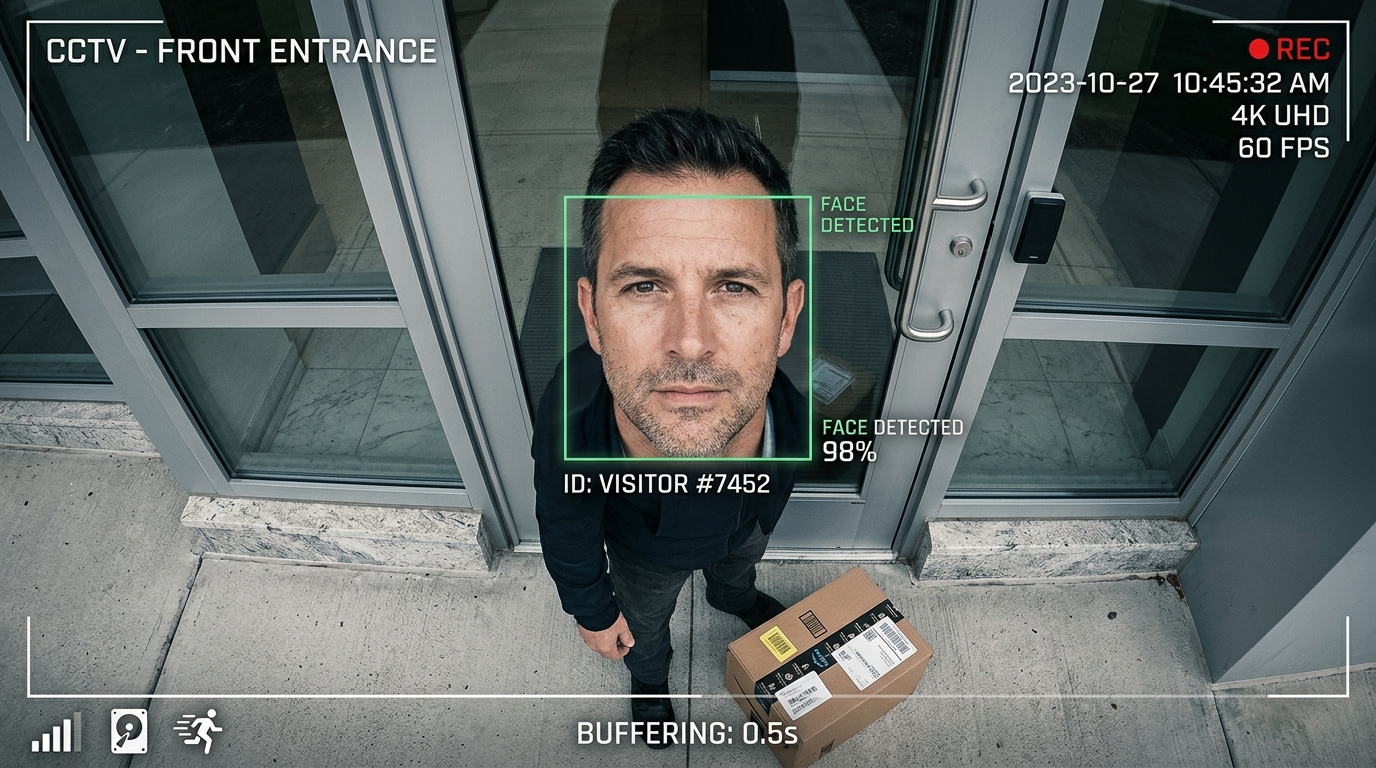 CCTV - FRONT ENTRANCE
REC
2023-10-27 10:45:32 AM
4K UHD
60 FPS
FACE
DETECTED
FACE DETECTED
98%
ID: VISITOR #7452
BUFFERING: 0.5s